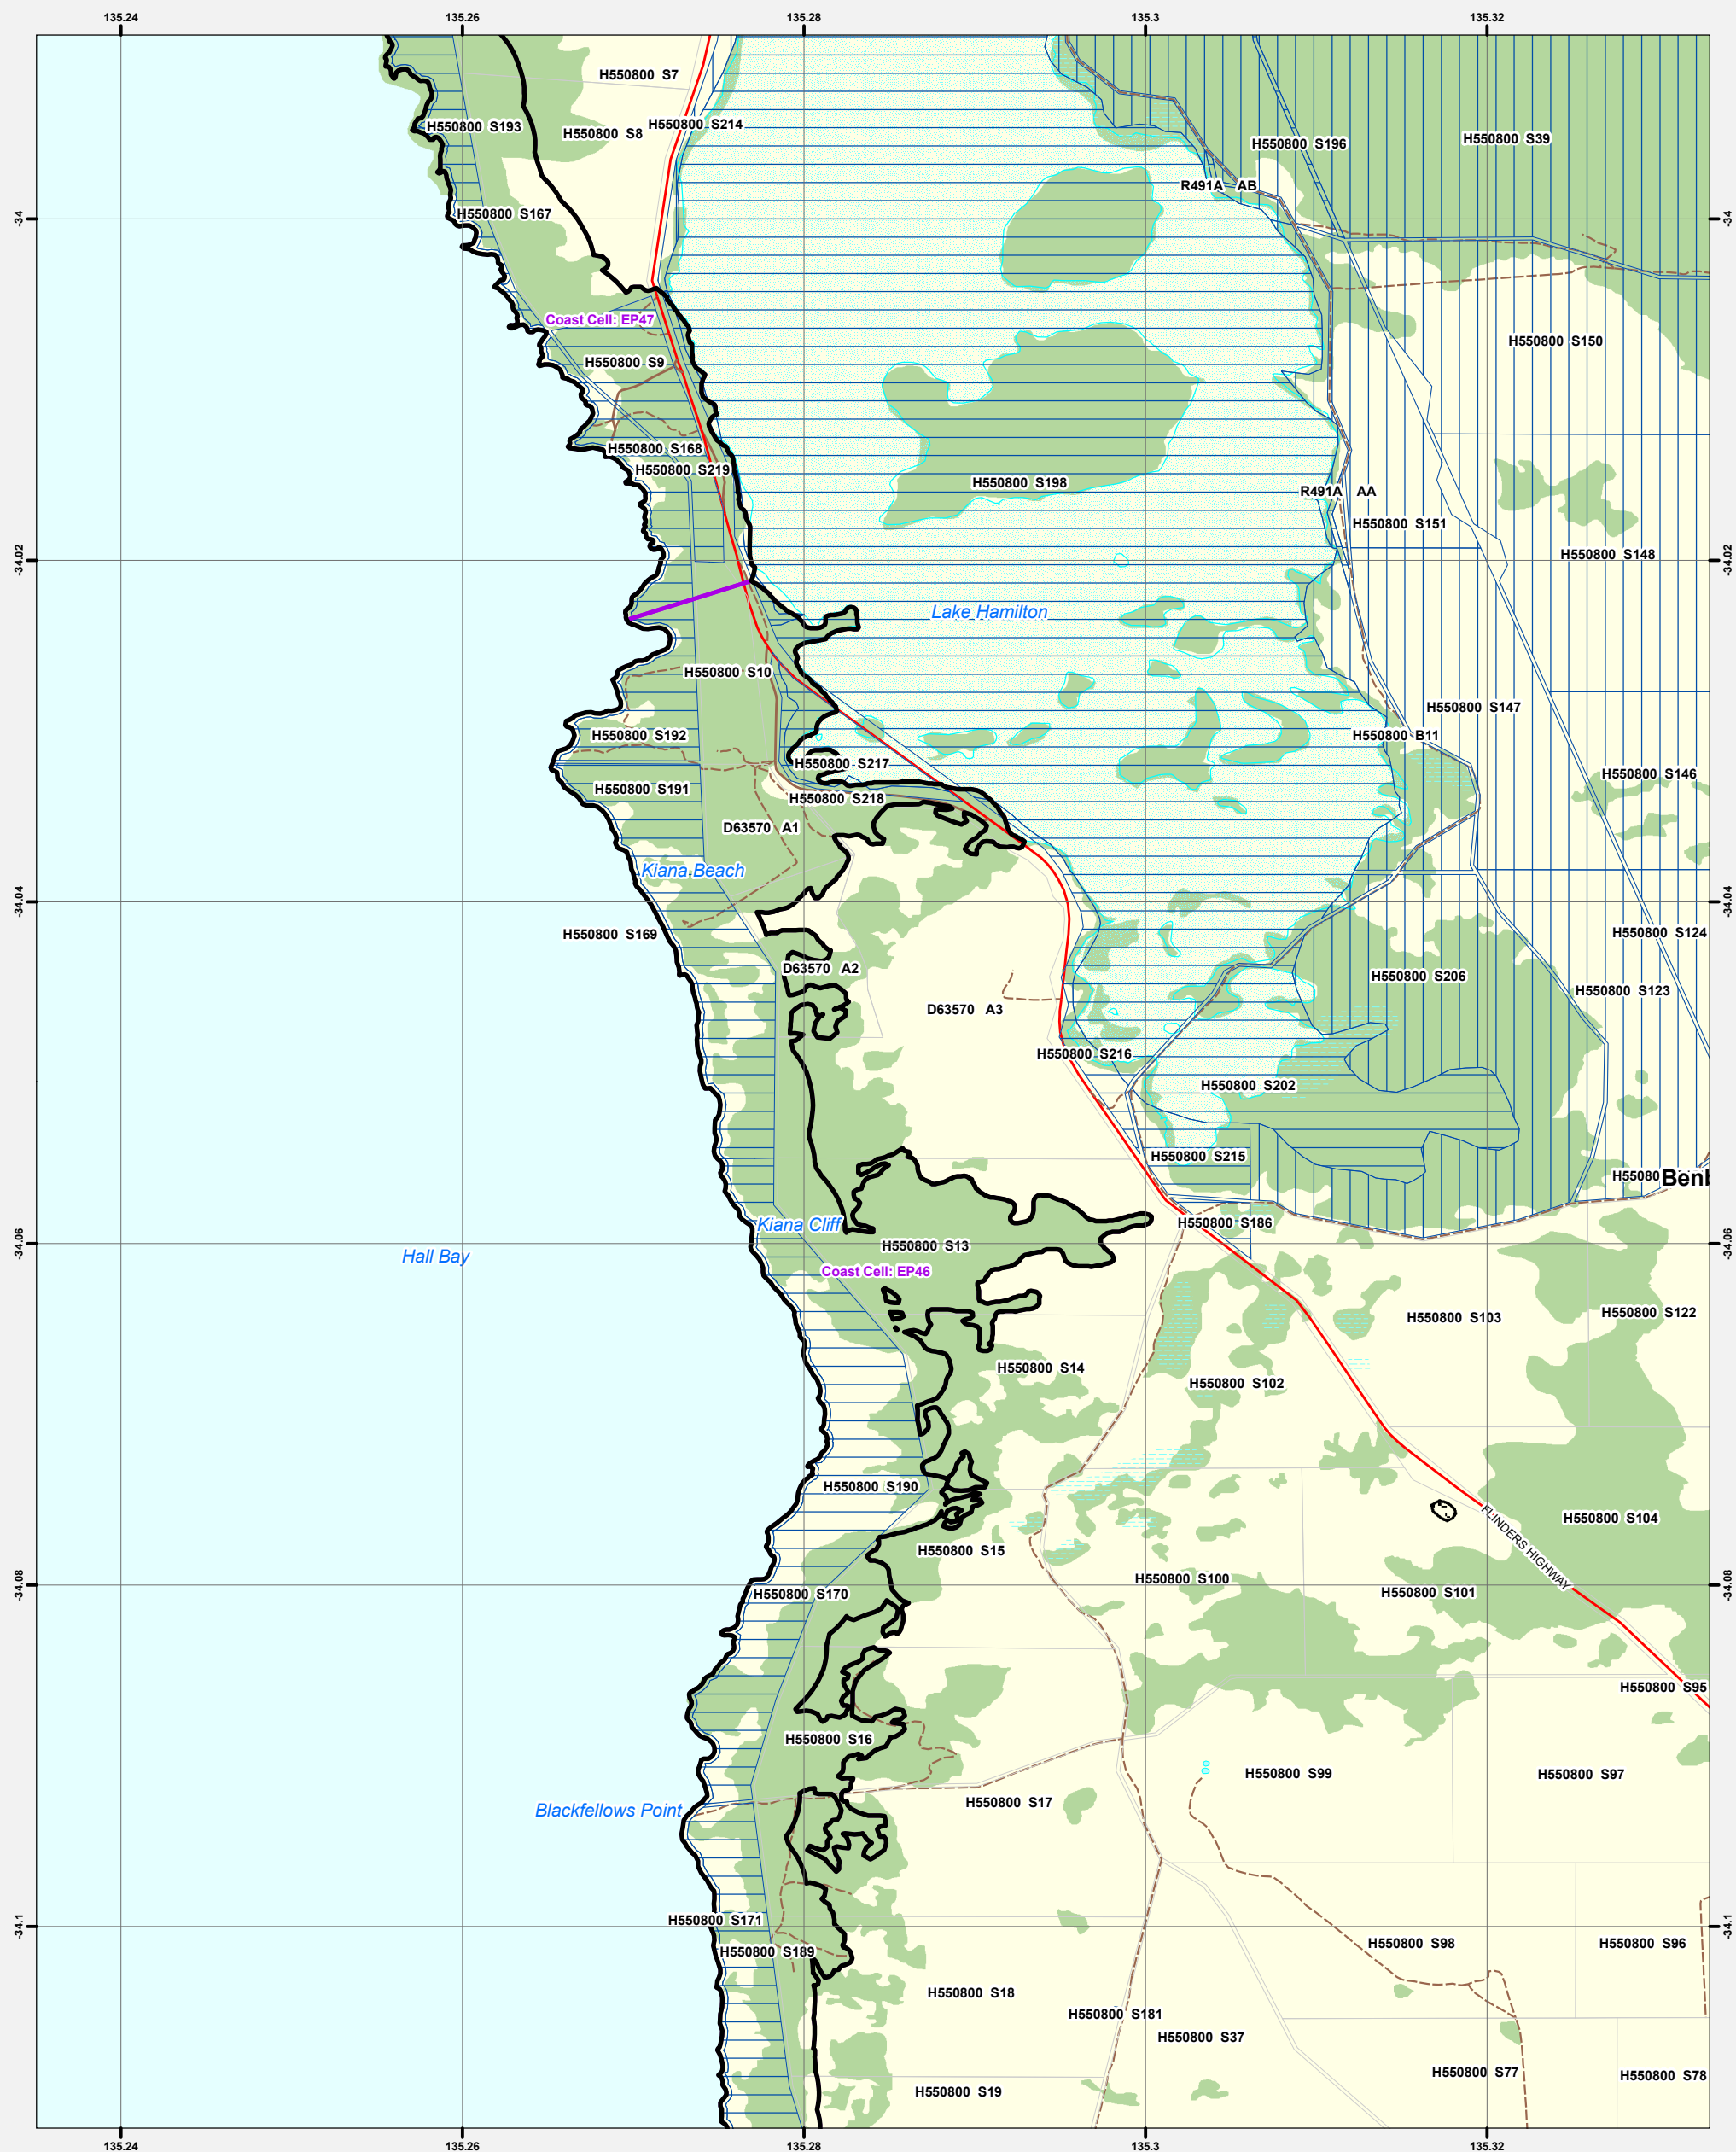 135.24 135.26 135.28 135.3 135.32
H550800 S7
H550800 S193
H550800 S8
H550800 S214
H550800 S196
H550800 S39
R491A AB
H550800 S167
-34 -34
Coast Cell: EP47
H550800 S150
H550800 S9
H550800 S168
H550800 S219
H550800 S198
R491A AA
H550800 S151
H550800 S148
-34.02 -34.02
Lake Hamilton
H550800 S10
H550800 S147
H550800 S192
H550800 B11
H550800 S217
H550800 S146
H550800 S191
H550800 S218
D63570 A1
Kiana Beach
-34.04 -34.04
H550800 S169
H550800 S124
D63570 A2
H550800 S206
H550800 S123
D63570 A3
H550800 S216
H550800 S202
H550800 S215
H55080
Benb
Kiana Cliff
H550800 S186
-34.06 -34.06
H550800 S13
Hall Bay
Coast Cell: EP46
H550800 S122
H550800 S103
H550800 S14
H550800 S102
H550800 S190
H550800 S104
FLINDERS HIGHWAY
H550800 S15
H550800 S100
-34.08 -34.08
H550800 S170
H550800 S101
H550800 S95
H550800 S16
H550800 S99
H550800 S97
H550800 S17
Blackfellows Point
H550800 S171
-34.1 -34.1
H550800 S98
H550800 S96
H550800 S189
H550800 S18
H550800 S181
H550800 S37
H550800 S77
H550800 S78
H550800 S19
135.24 135.26 135.28 135.3 135.32